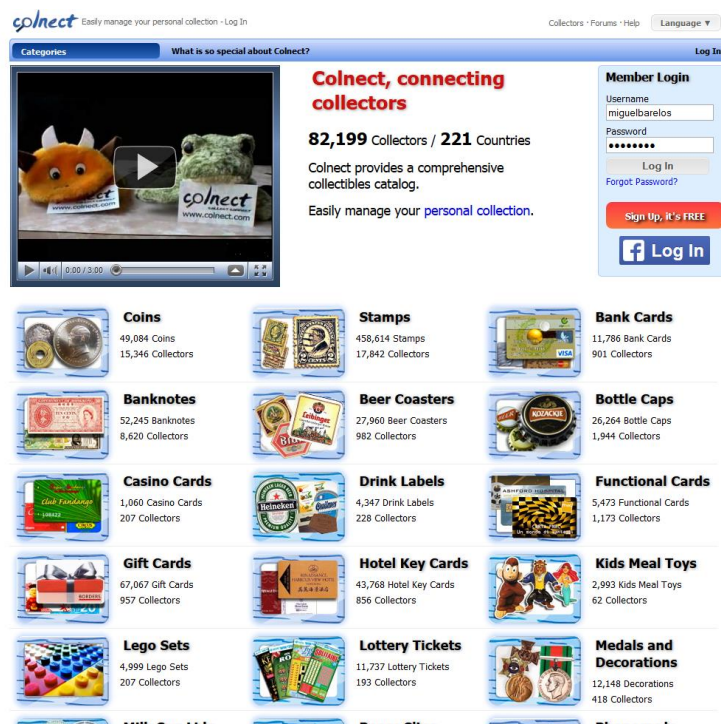 colnect Easily manage your personal collection - Log In
Collectors · Forums · Help Language ▼
Categories What is so special about Colnect? Log In
Colnect, connecting
collectors
82,199 Collectors / 221 Countries
Colnect provides a comprehensive
collectibles catalog.
Easily manage your personal collection.
colnect
www.colnect.com
colnect
www.colnect.com
0:00 / 3:00
Member Login
Username
miguelbarelos
Password
••••••••
Log In
Forgot Password?
Sign Up, it's FREE
f Log In
Coins
49,084 Coins
15,346 Collectors
Stamps
458,614 Stamps
17,842 Collectors
Bank Cards
11,786 Bank Cards
901 Collectors
VISA
Banknotes
52,245 Banknotes
8,620 Collectors
Beer Coasters
27,960 Beer Coasters
982 Collectors
Bottle Caps
26,264 Bottle Caps
1,944 Collectors
KOZACKIE
Casino Cards
1,060 Casino Cards
207 Collectors
Club Fandango
Drink Labels
4,347 Drink Labels
228 Collectors
Heineken
Functional Cards
5,473 Functional Cards
1,173 Collectors
ASHFORD HOSPITAL
Gift Cards
67,067 Gift Cards
957 Collectors
BORDERS
Hotel Key Cards
43,768 Hotel Key Cards
856 Collectors
Kids Meal Toys
2,993 Kids Meal Toys
62 Collectors
Lego Sets
4,999 Lego Sets
207 Collectors
Lottery Tickets
11,737 Lottery Tickets
193 Collectors
Medals and
Decorations
12,148 Decorations
418 Collectors